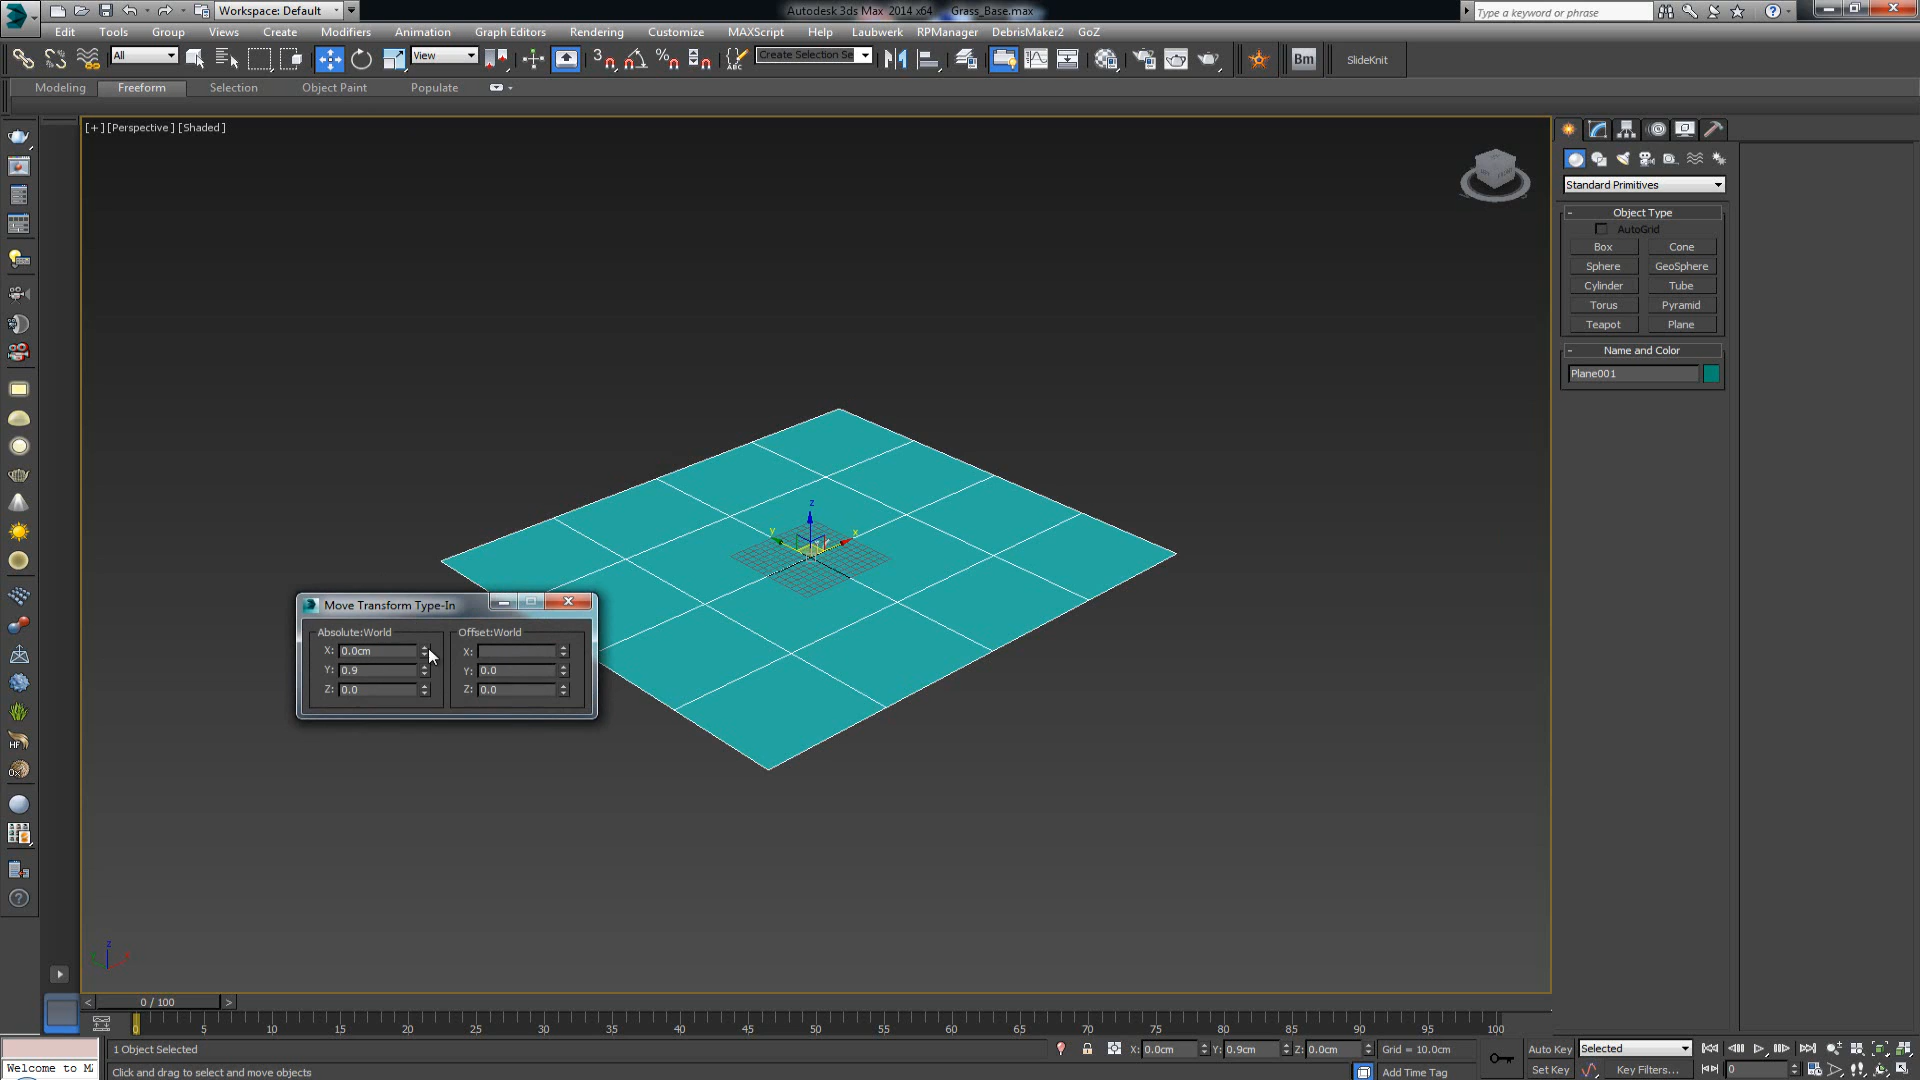 Workspace: Default
Autodesk 3ds Max 2014 x64 Grass_Base.max
Type a keyword or phrase
Edit Tools Group Views Create Modifiers Animation Graph Editors Rendering Customize MAXScript Help Laubwerk RPManager DebrisMaker2 GoZ
All
View
3
Create Selection Se
Bm
SlideKnit
Modeling Freeform Selection Object Paint Populate
[+] [Perspective] [Shaded]
Standard Primitives
- Object Type
AutoGrid
Box Cone
Sphere GeoSphere
Cylinder Tube
Torus Pyramid
Teapot Plane
- Name and Color
Plane001
z
y x
Move Transform Type-In
Absolute:World Offset:World
X: 0.0cm X:
Y: 0.9 Y: 0.0
Z: 0.0 Z: 0.0
HF
z
< 0 / 100 >
0 5 10 15 20 25 30 35 40 45 50 55 60 65 70 75 80 85 90 95 100
1 Object Selected
X: 0.0cm Y: 0.9cm Z: 0.0cm Grid = 10.0cm
Auto Key Selected
Welcome to M
Click and drag to select and move objects
Add Time Tag
Set Key Key Filters... 0